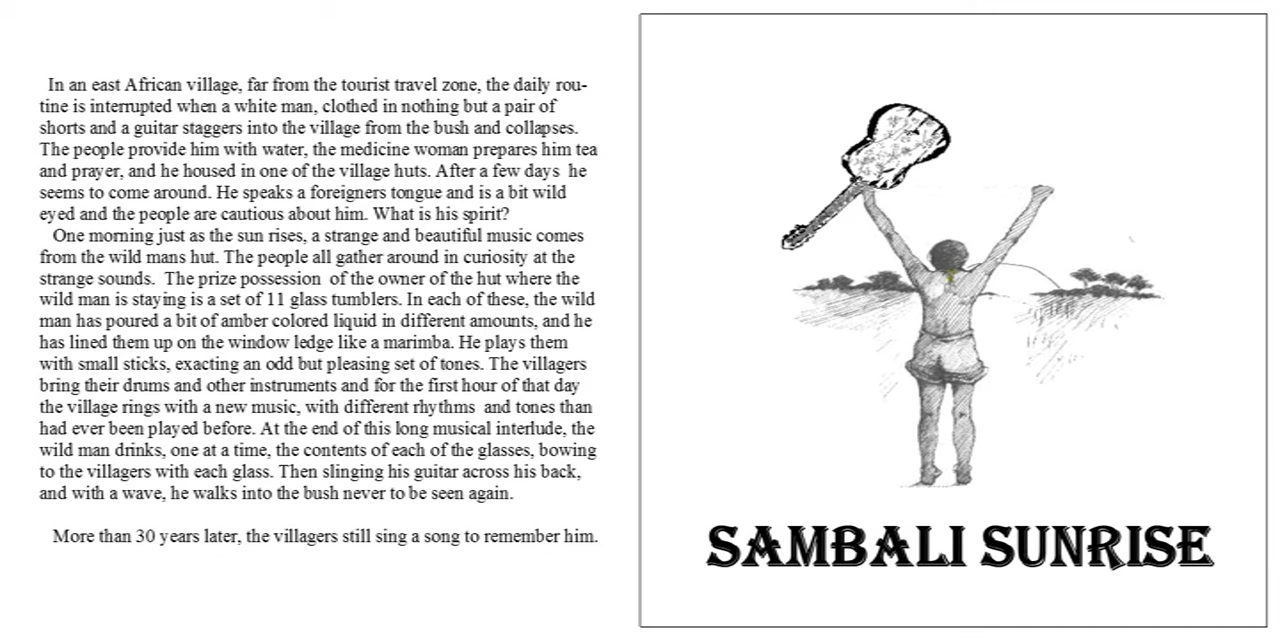 In an east African village, far from the tourist travel zone, the daily rou-
tine is interrupted when a white man, clothed in nothing but a pair of
shorts and a guitar staggers into the village from the bush and collapses.
The people provide him with water, the medicine woman prepares him tea
and prayer, and he housed in one of the village huts. After a few days  he
seems to come around. He speaks a foreigners tongue and is a bit wild
eyed and the people are cautious about him. What is his spirit?
One morning just as the sun rises, a strange and beautiful music comes
from the wild mans hut. The people all gather around in curiosity at the
strange sounds.  The prize possession  of the owner of the hut where the
wild man is staying is a set of 11 glass tumblers. In each of these, the wild
man has poured a bit of amber colored liquid in different amounts, and he
has lined them up on the window ledge like a marimba. He plays them
with small sticks, exacting an odd but pleasing set of tones. The villagers
bring their drums and other instruments and for the first hour of that day
the village rings with a new music, with different rhythms  and tones than
had ever been played before. At the end of this long musical interlude, the
wild man drinks, one at a time, the contents of each of the glasses, bowing
to the villagers with each glass. Then slinging his guitar across his back,
and with a wave, he walks into the bush never to be seen again.
More than 30 years later, the villagers still sing a song to remember him.
SAMBALI SUNRISE